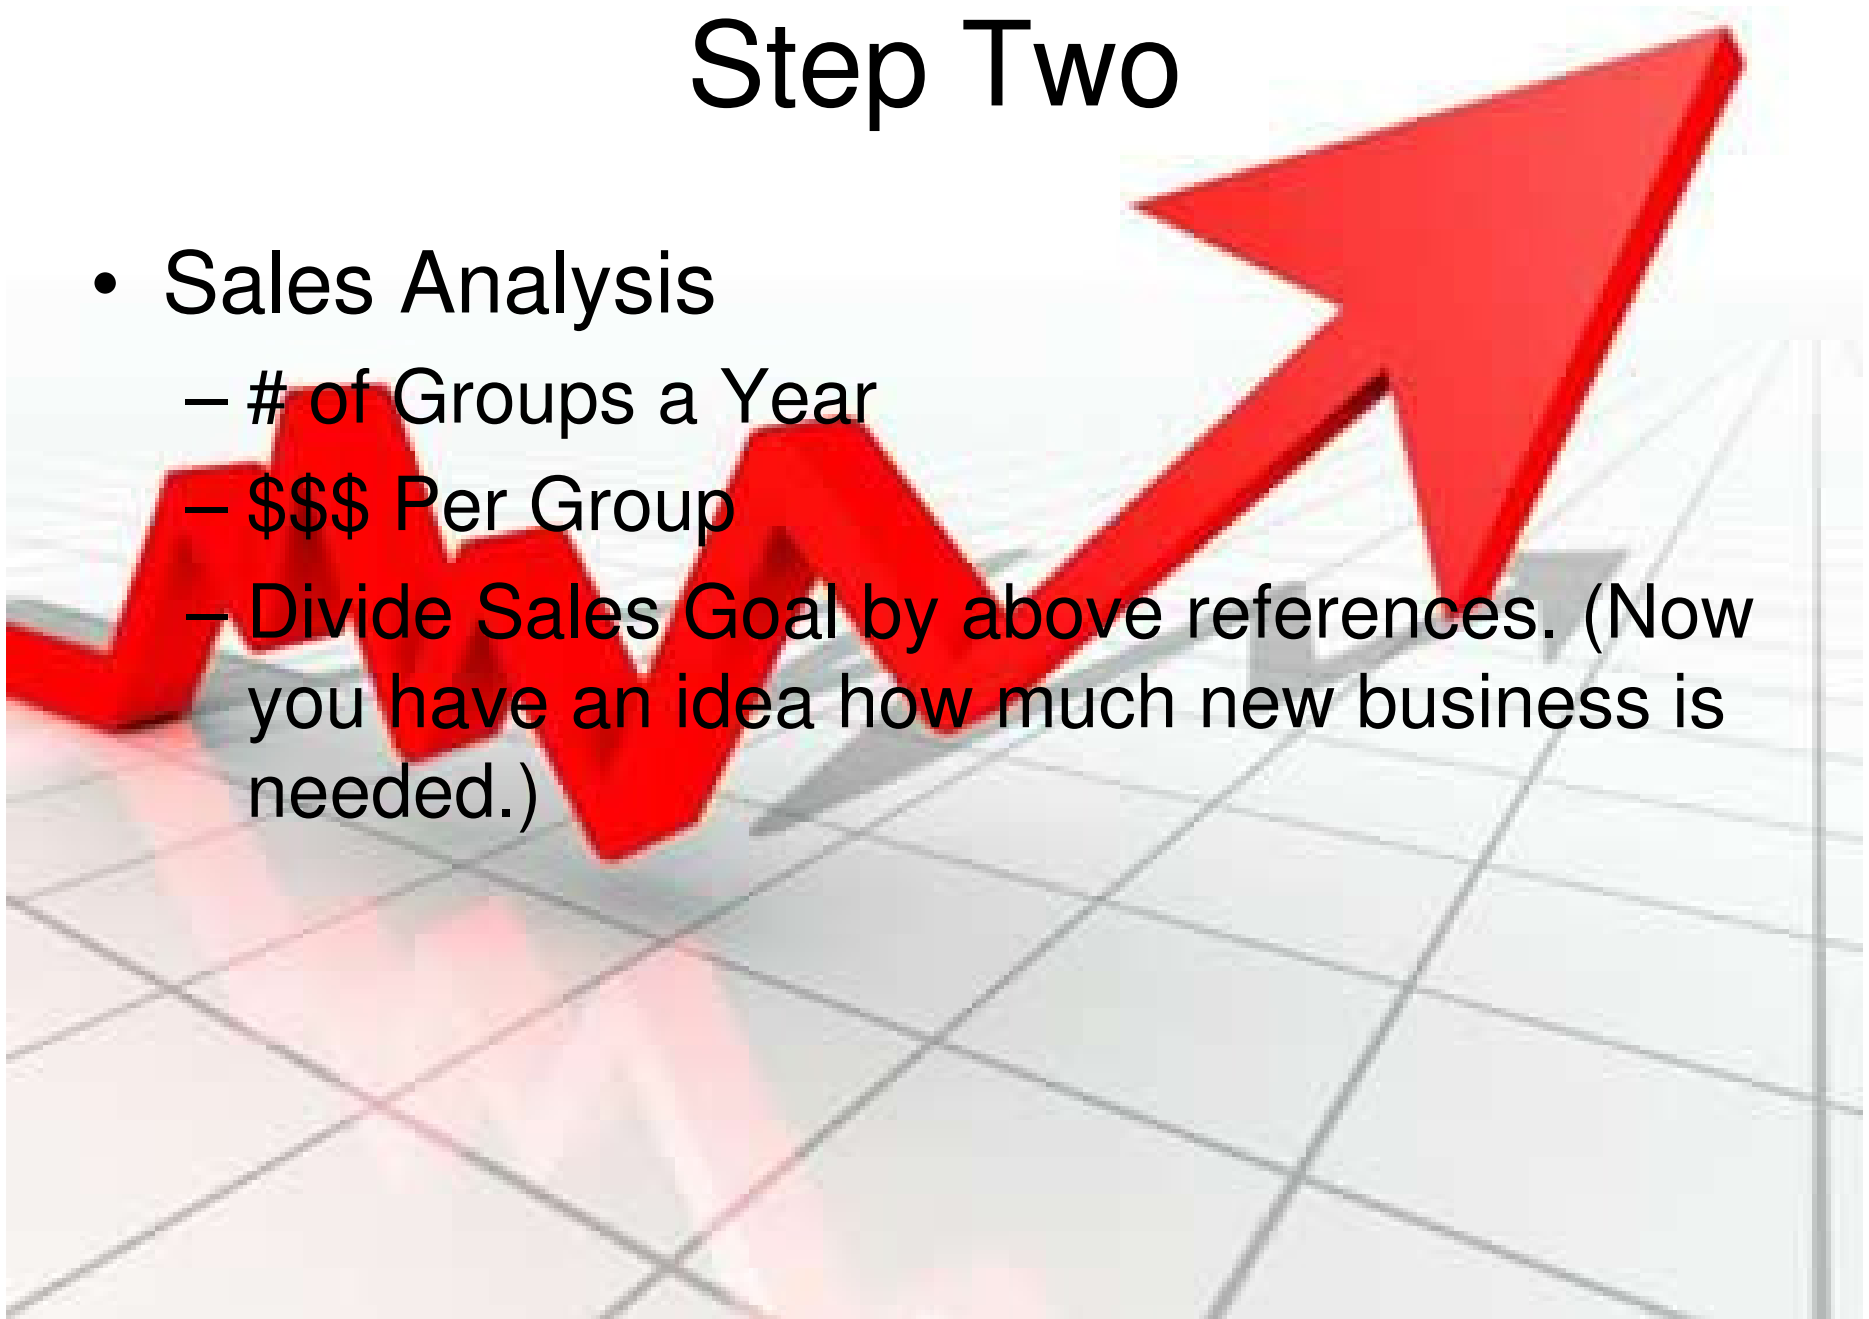 Step Two
• Sales Analysis
– # of Groups a Year
– $$$ Per Group
– Divide Sales Goal by above references. (Now
you have an idea how much new business is
needed.)